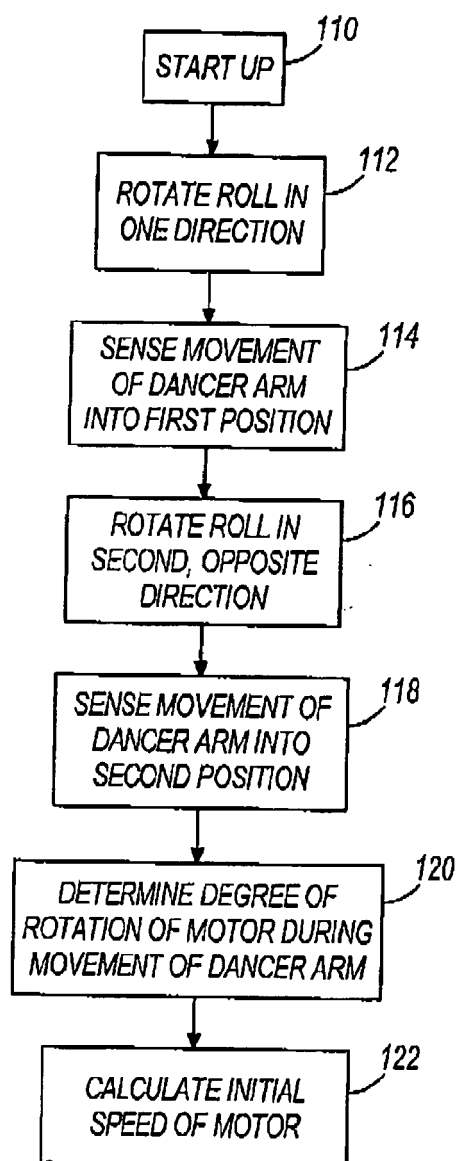 110
START UP
112
ROTATE ROLL IN
ONE DIRECTION
114
SENSE MOVEMENT
OF DANCER ARM
INTO FIRST POSITION
116
ROTATE ROLL IN
SECOND, OPPOSITE
DIRECTION
118
SENSE MOVEMENT OF
DANCER ARM INTO
SECOND POSITION
120
DETERMINE DEGREE OF
ROTATION OF MOTOR DURING
MOVEMENT OF DANCER ARM
122
CALCULATE INITIAL
SPEED OF MOTOR